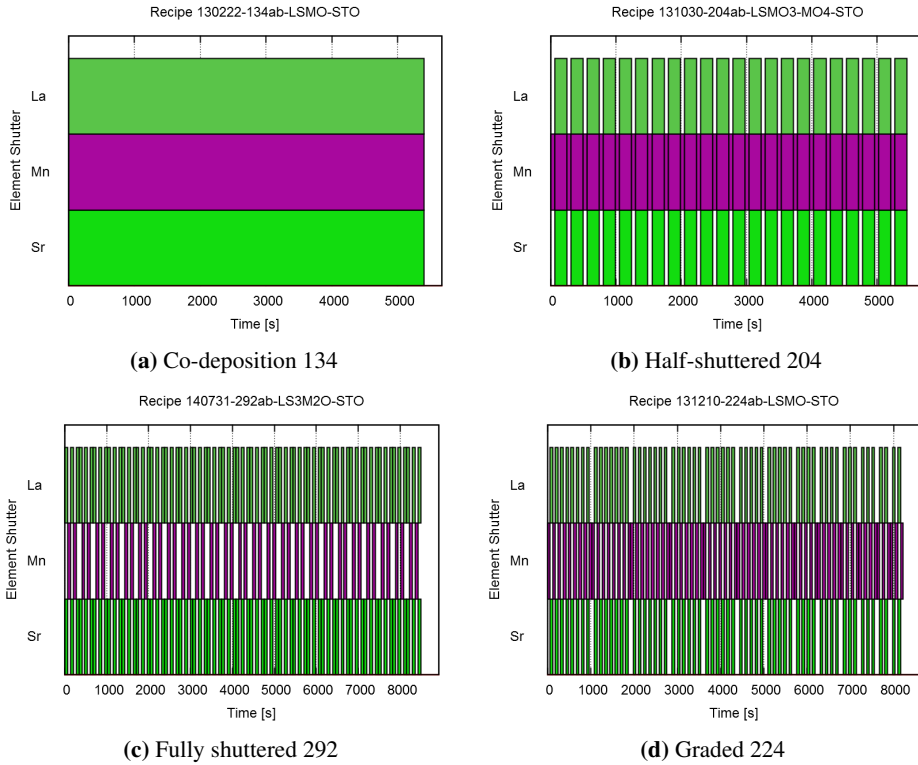 Recipe 130222-134ab-LSMO-STO
Element Shutter
La
Mn
Sr
0 1000 2000 3000 4000 5000
Time [s]
(a) Co-deposition 134
Recipe 131030-204ab-LSMO3-MO4-STO
Element Shutter
La
Mn
Sr
0 1000 2000 3000 4000 5000
Time [s]
(b) Half-shuttered 204
Recipe 140731-292ab-LS3M2O-STO
Element Shutter
La
Mn
Sr
0 1000 2000 3000 4000 5000 6000 7000 8000
Time [s]
(c) Fully shuttered 292
Recipe 131210-224ab-LSMO-STO
Element Shutter
La
Mn
Sr
0 1000 2000 3000 4000 5000 6000 7000 8000
Time [s]
(d) Graded 224